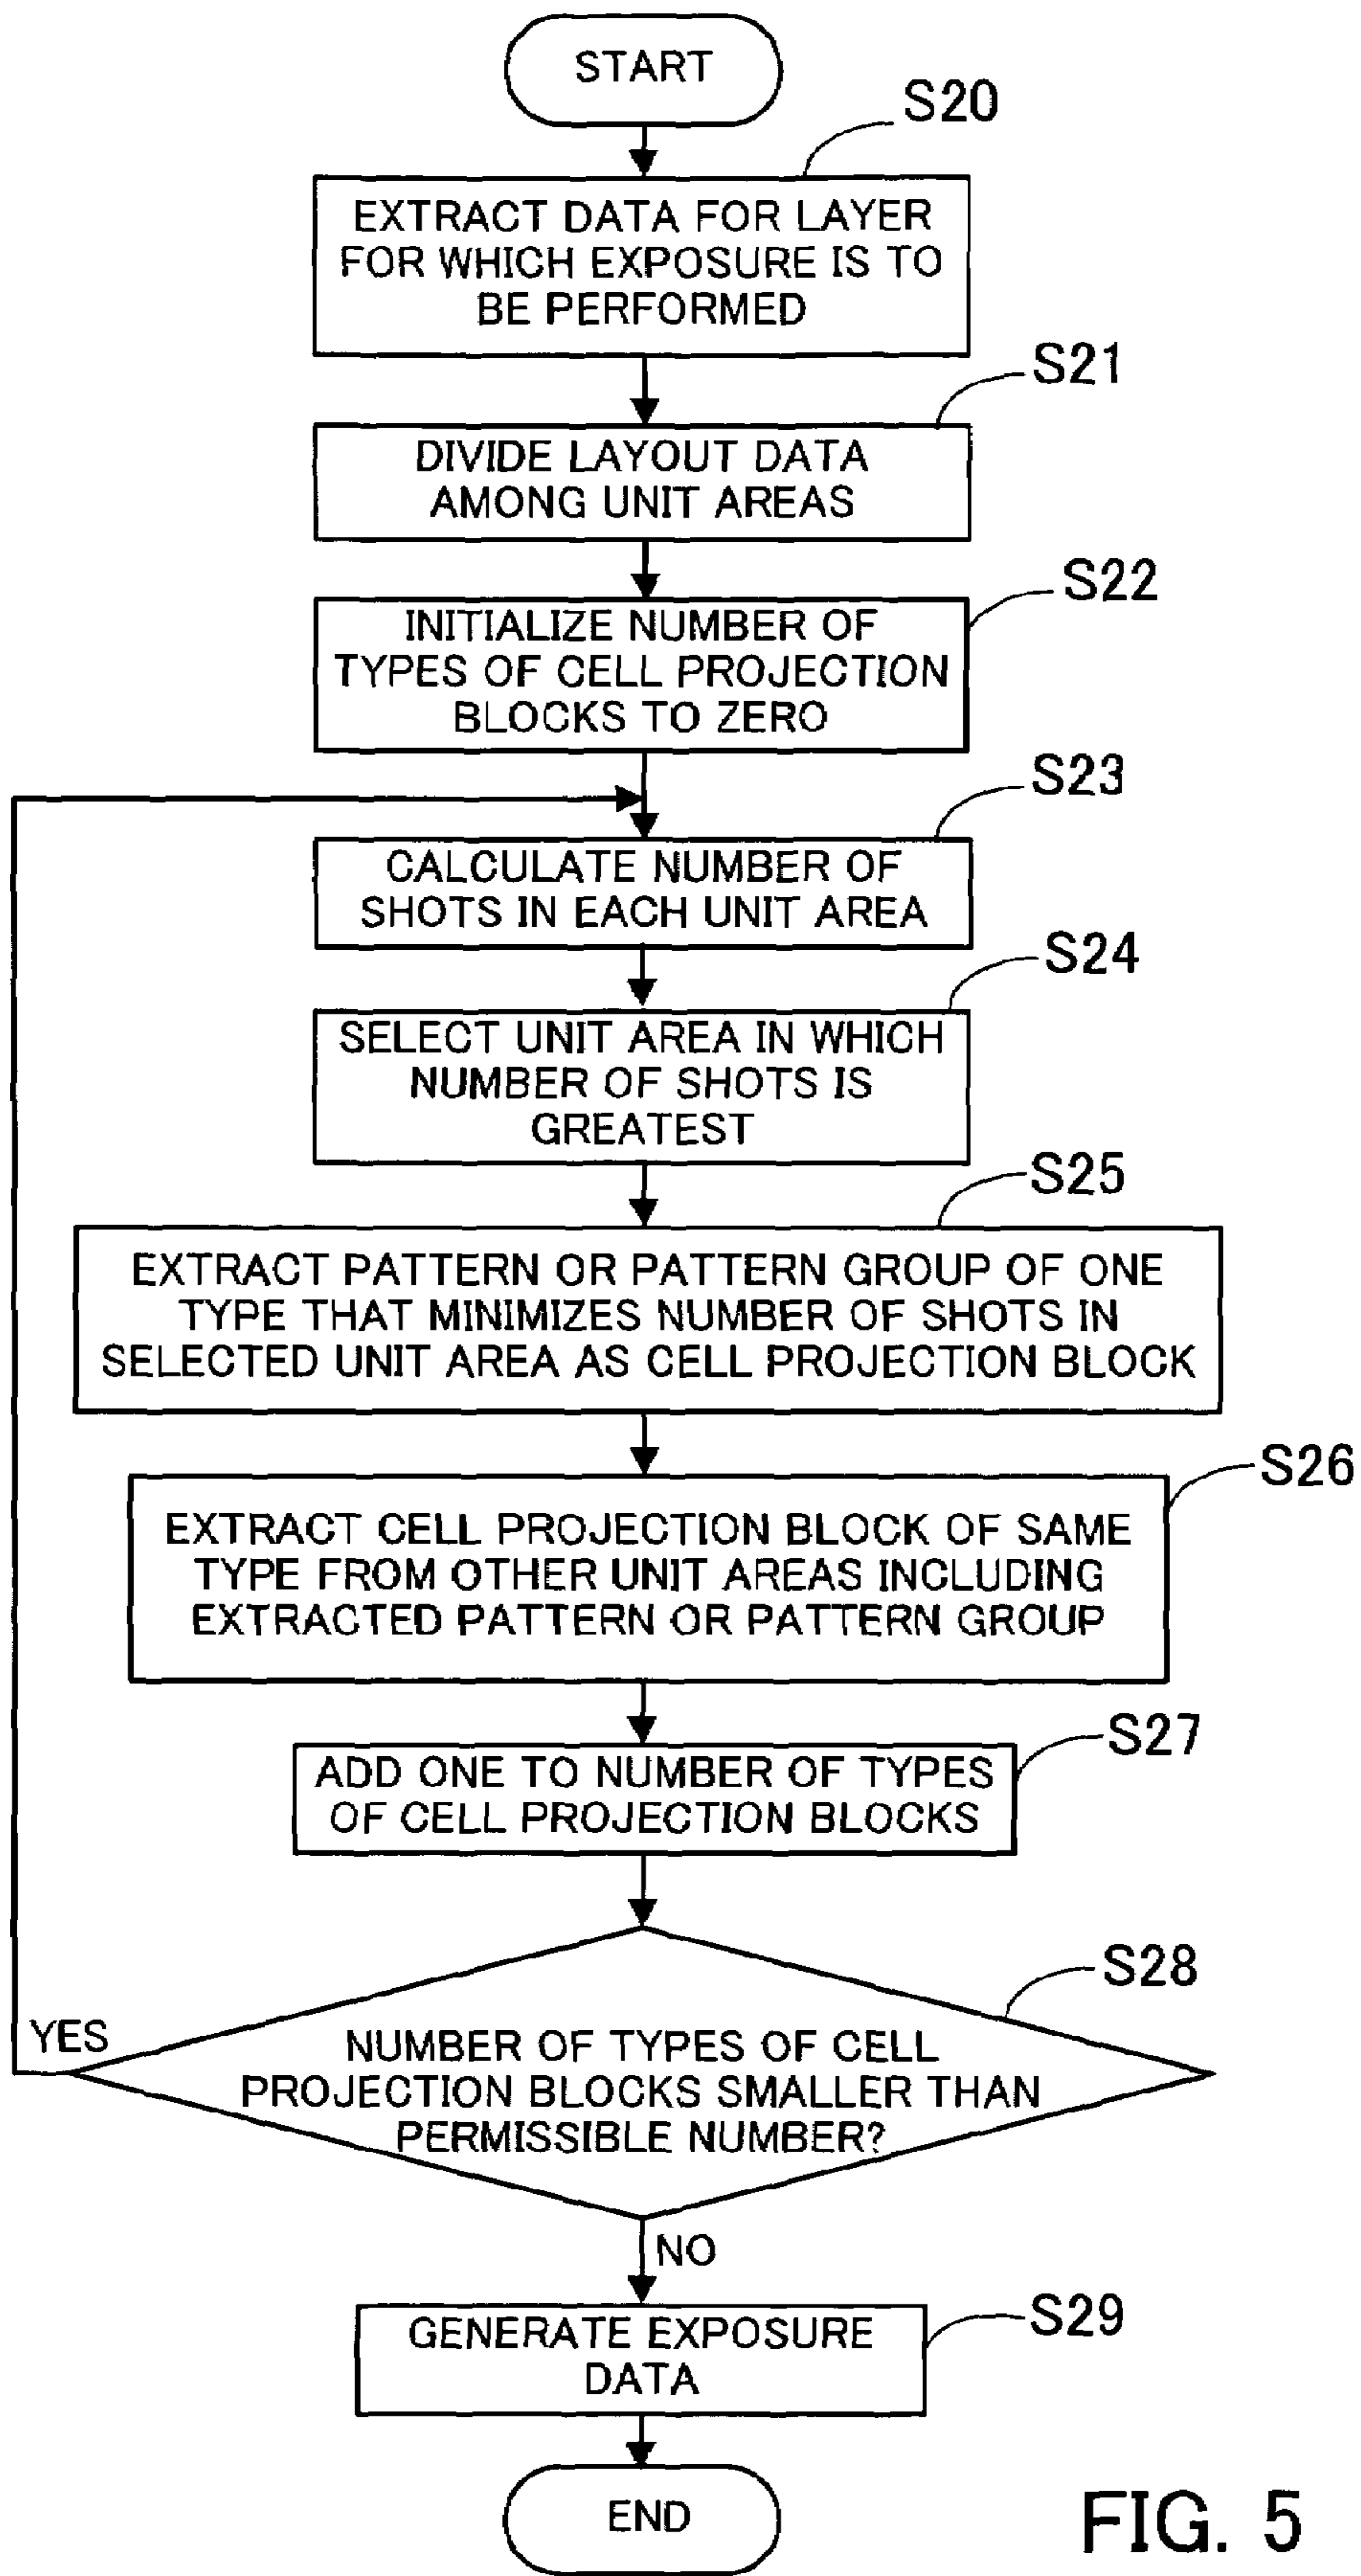 START
S20
EXTRACT DATA FOR LAYER
FOR WHICH EXPOSURE IS TO
BE PERFORMED
S21
DIVIDE LAYOUT DATA
AMONG UNIT AREAS
S22
INITIALIZE NUMBER OF
TYPES OF CELL PROJECTION
BLOCKS TO ZERO
S23
CALCULATE NUMBER OF
SHOTS IN EACH UNIT AREA
S24
SELECT UNIT AREA IN WHICH
NUMBER OF SHOTS IS
GREATEST
S25
EXTRACT PATTERN OR PATTERN GROUP OF ONE
TYPE THAT MINIMIZES NUMBER OF SHOTS IN
SELECTED UNIT AREA AS CELL PROJECTION BLOCK
S26
EXTRACT CELL PROJECTION BLOCK OF SAME
TYPE FROM OTHER UNIT AREAS INCLUDING
EXTRACTED PATTERN OR PATTERN GROUP
S27
ADD ONE TO NUMBER OF TYPES
OF CELL PROJECTION BLOCKS
S28
YES
NUMBER OF TYPES OF CELL
PROJECTION BLOCKS SMALLER THAN
PERMISSIBLE NUMBER?
NO
S29
GENERATE EXPOSURE
DATA
END
FIG. 5